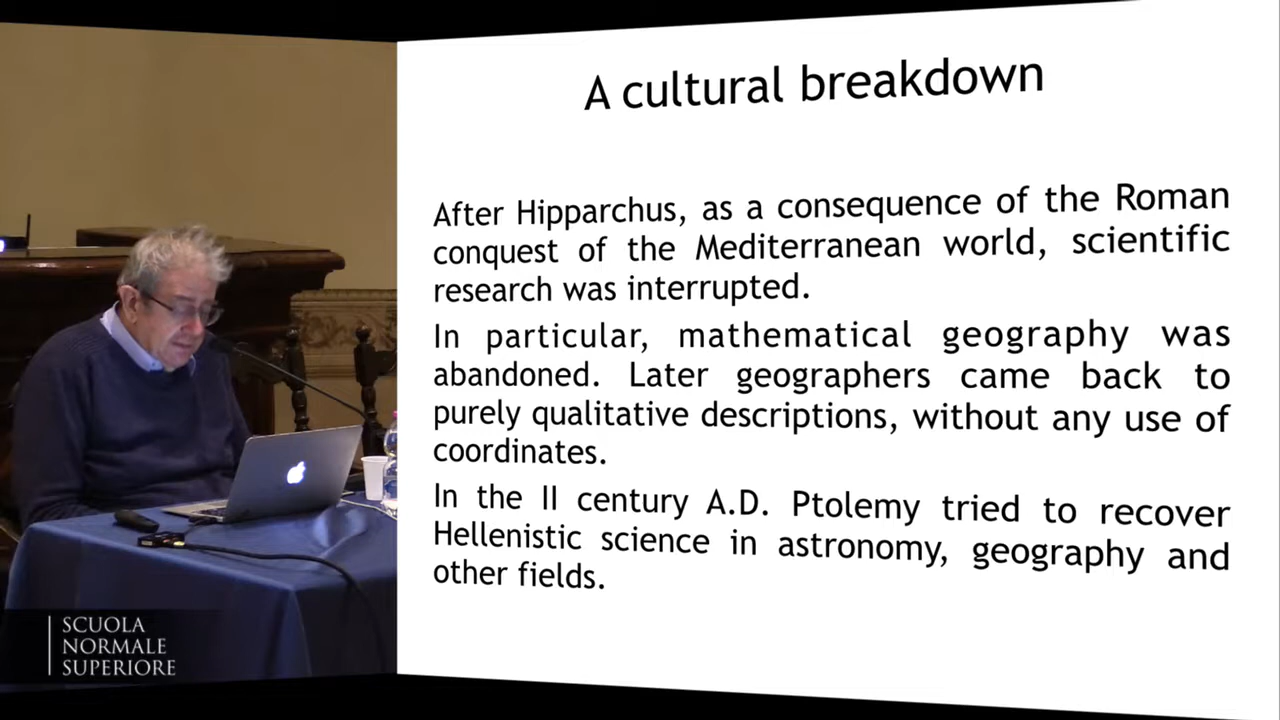 A cultural breakdown
After Hipparchus, as a consequence of the Roman
conquest of the Mediterranean world, scientific
research was interrupted.
In particular, mathematical geography was
abandoned. Later geographers came back to
purely qualitative descriptions, without any use of
coordinates.
In the II century A.D. Ptolemy tried to recover
Hellenistic science in astronomy, geography and
other fields.
SCUOLA
NORMALE
SUPERIORE